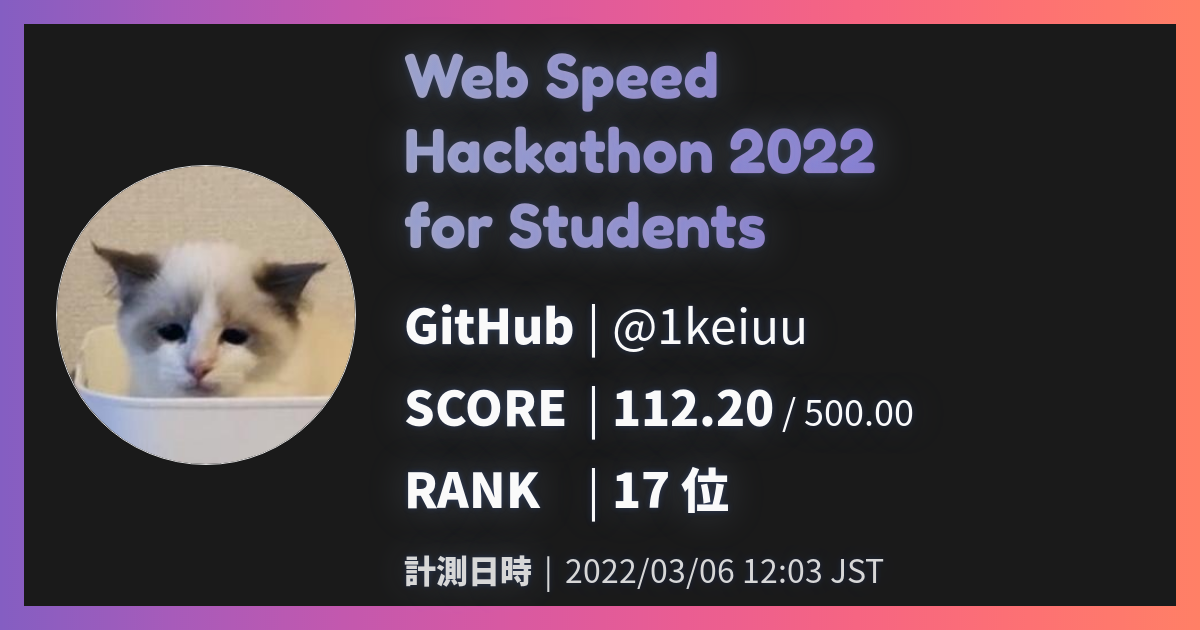 Web Speed
Hackathon 2022
for Students
GitHub | @1keiuu
SCORE | 112.20 / 500.00
RANK | 17 位
計測日時 | 2022/03/06 12:03 JST